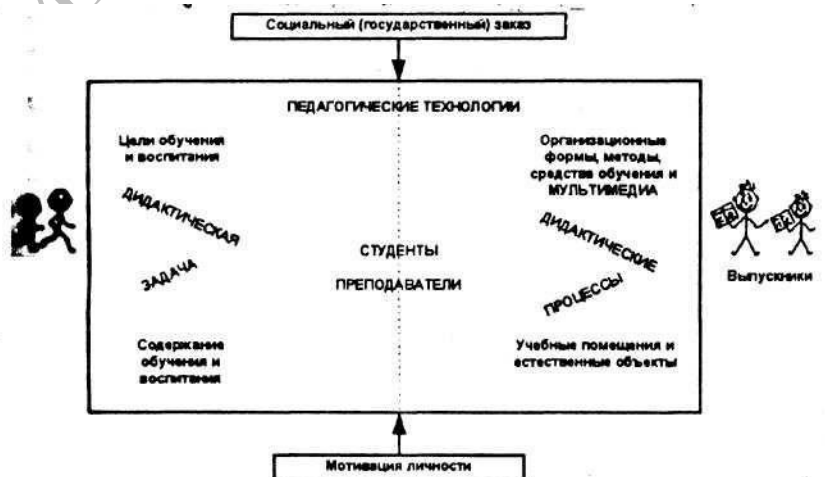 Социальный (государственный) заказ
ПЕДАГОГИЧЕСКИЕ ТЕХНОЛОГИИ
Цели обучения
и воспитания
Организационные
формы, методы,
средства обучения и
МУЛЬТИМЕДИА
ДИДАКТИЧЕСКАЯ
ЗАДАЧА
СТУДЕНТЫ
ПРЕПОДАВАТЕЛИ
ДИДАКТИЧЕСКИЕ
ПРОЦЕССЫ
Выпускники
Содержание
обучения и
воспитания
Учебные помещения и
естественные объекты
Мотивация личности